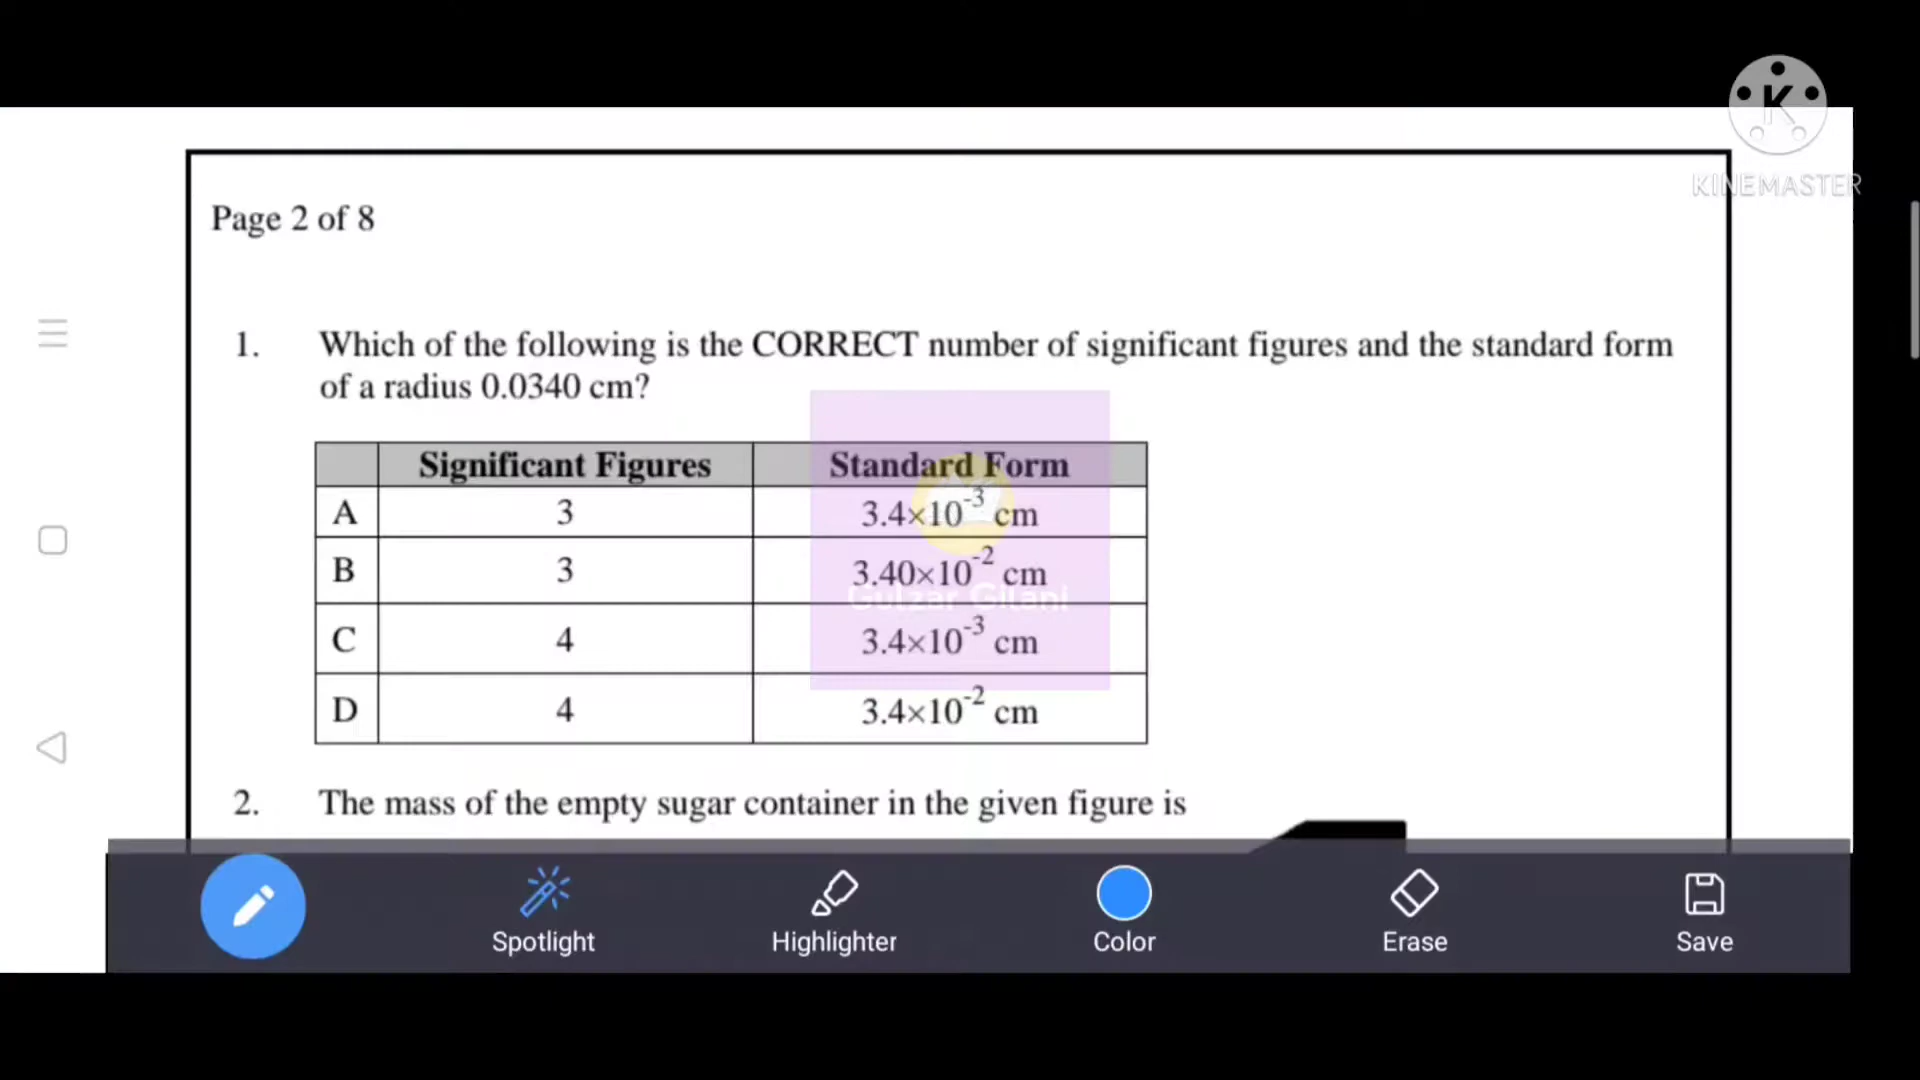 KINEMASTER
Page 2 of 8
1. Which of the following is the CORRECT number of significant figures and the standard form
of a radius 0.0340 cm?
Significant Figures Standard Form
A 3 3.4×10⁻³ cm
B 3 3.40×10⁻² cm
Gulzar Gilani
C 4 3.4×10⁻³ cm
D 4 3.4×10⁻² cm
2. The mass of the empty sugar container in the given figure is
Spotlight Highlighter Color Erase Save